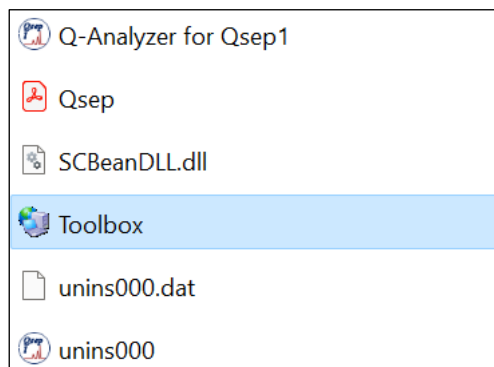 Q-Analyzer for Qsep1
Qsep
SCBeanDLL.dll
Toolbox
unins000.dat
unins000